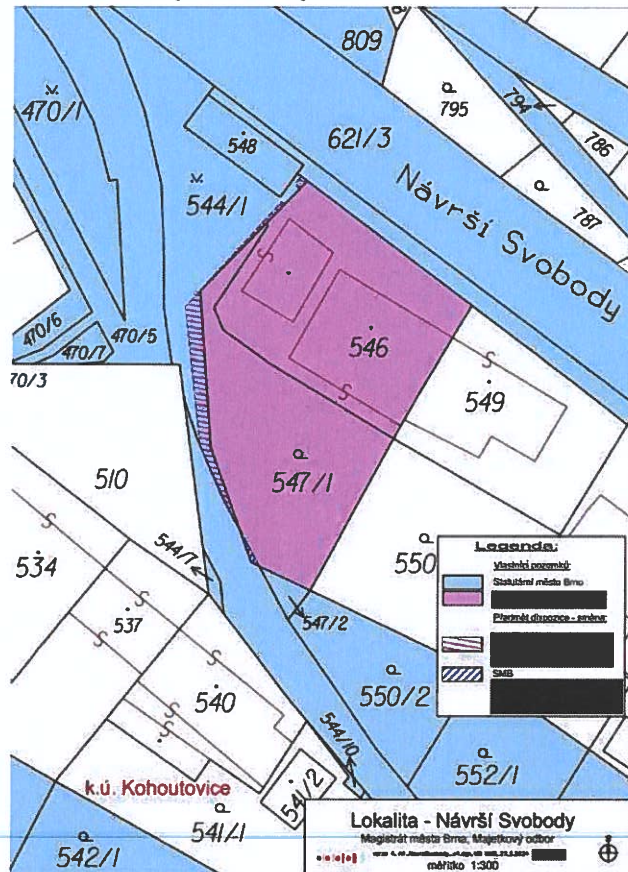 809
470/1
548
621/3
795
794
786
787
544/1
Návrší Svobody
470/6
470/5
470/7
70/3
546
549
510
547/1
550
544/7
534
537
547/2
540
550/2
544/10
552/1
541/2
541/1
542/1
k.ú. Kohoutovice
Legenda:
Vlastníci pozemků:
Statutární město Brno
Předmět dispozice - směna:
SMB
Lokalita - Návrší Svobody
Magistrát města Brna, Majetkový odbor
měřítko 1:300